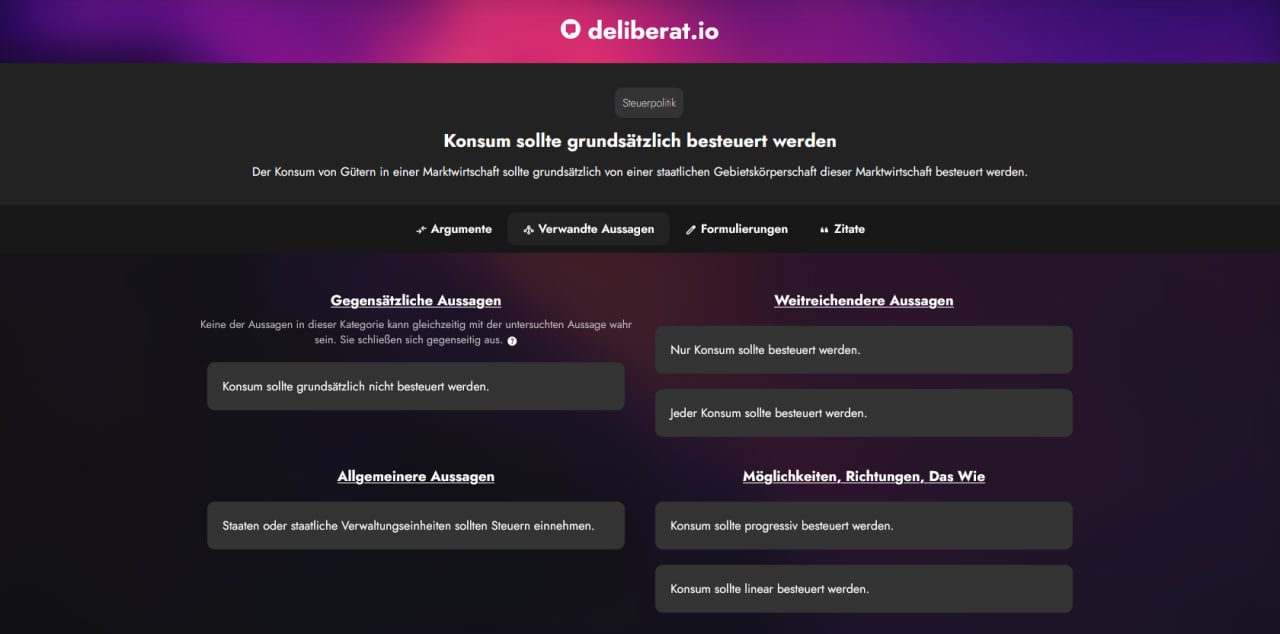 deliberat.io
Steuerpolitik
Konsum sollte grundsätzlich besteuert werden
Der Konsum von Gütern in einer Marktwirtschaft sollte grundsätzlich von einer staatlichen Gebietskörperschaft dieser Marktwirtschaft besteuert werden.
Argumente Verwandte Aussagen Formulierungen Zitate
Gegensätzliche Aussagen
Keine der Aussagen in dieser Kategorie kann gleichzeitig mit der untersuchten Aussage wahr
sein. Sie schließen sich gegenseitig aus. ?
Konsum sollte grundsätzlich nicht besteuert werden.
Weitreichendere Aussagen
Nur Konsum sollte besteuert werden.
Jeder Konsum sollte besteuert werden.
Allgemeinere Aussagen
Staaten oder staatliche Verwaltungseinheiten sollten Steuern einnehmen.
Möglichkeiten, Richtungen, Das Wie
Konsum sollte progressiv besteuert werden.
Konsum sollte linear besteuert werden.